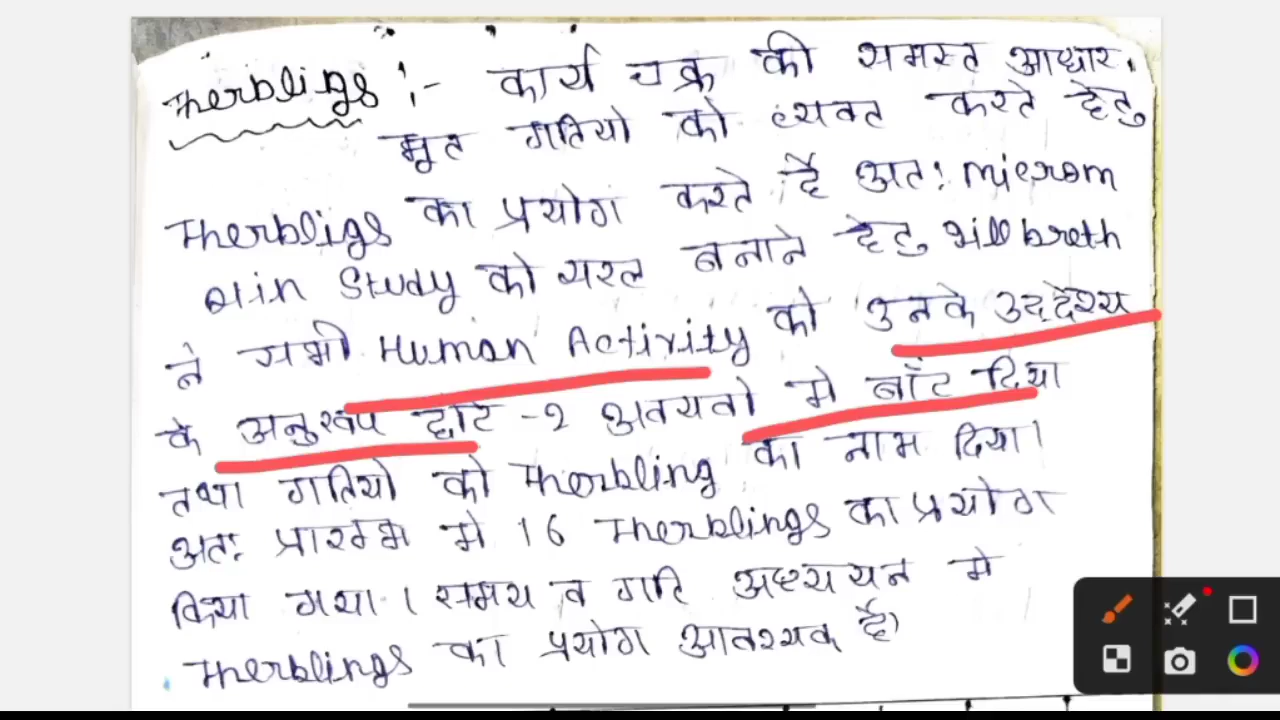 Therblings :- कार्य चक्र की समस्त आधार
भूत गतियो को व्यक्त करते हेतु
Therbligs का प्रयोग करते है अतः microm
otin Study को सरल बनाने हेतु gillbreth
ने सभी Human Activity को उनके उद्देश्य
के अनुरूप छोटे -2 अवयवो मे बाँट दिया
तथा गतियो को Therbling का नाम दिया।
अतः प्रारम्भ मे 16 Therblings का प्रयोग
किया गया। समय व गति अध्ययन मे
Therblings का प्रयोग आवश्यक है)